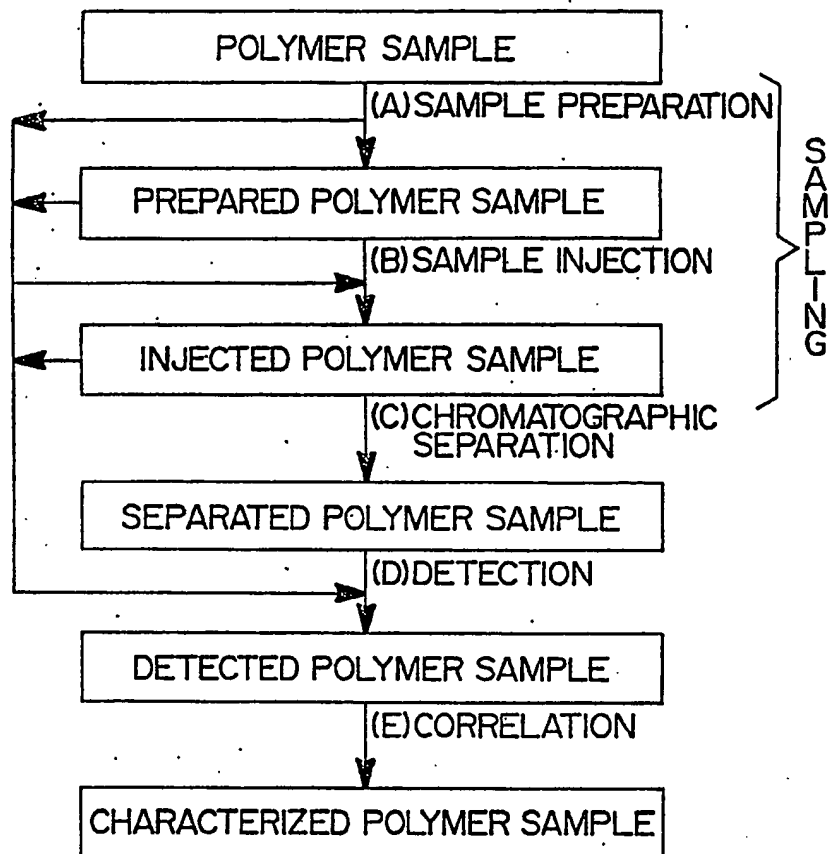 POLYMER SAMPLE
(A) SAMPLE PREPARATION
PREPARED POLYMER SAMPLE
(B) SAMPLE INJECTION
INJECTED POLYMER SAMPLE
(C) CHROMATOGRAPHIC
SEPARATION
SEPARATED POLYMER SAMPLE
(D) DETECTION
DETECTED POLYMER SAMPLE
(E) CORRELATION
CHARACTERIZED POLYMER SAMPLE
SAMPLING